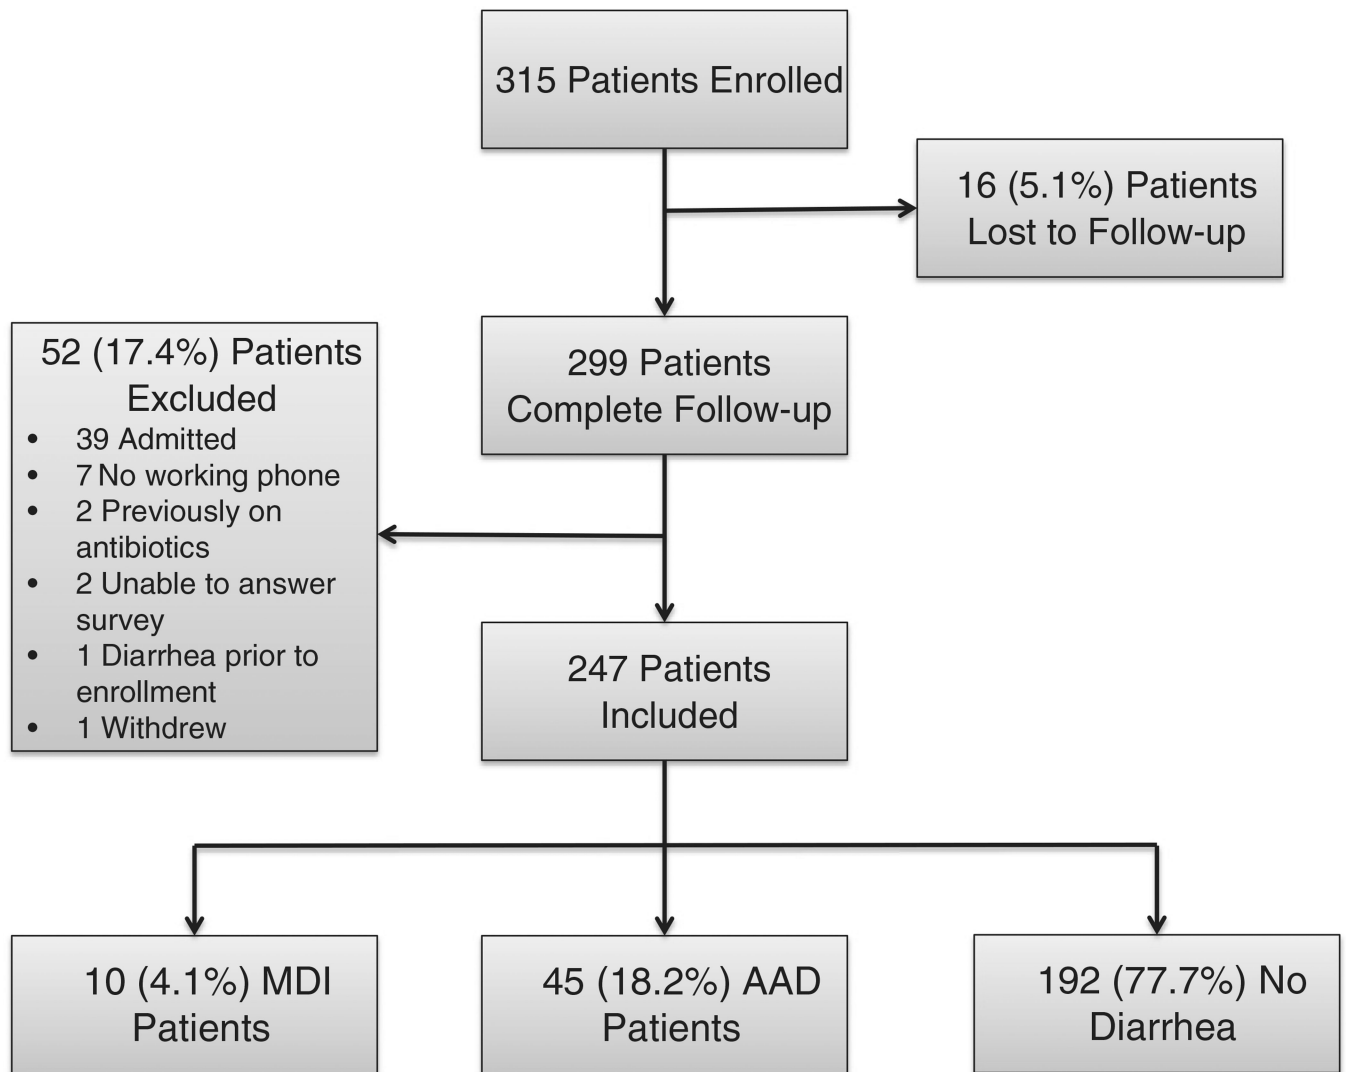 315 Patients Enrolled
16 (5.1%) Patients
Lost to Follow-up
299 Patients
Complete Follow-up
52 (17.4%) Patients
Excluded
• 39 Admitted
• 7 No working phone
• 2 Previously on
antibiotics
• 2 Unable to answer
survey
• 1 Diarrhea prior to
enrollment
• 1 Withdrew
247 Patients
Included
10 (4.1%) MDI
Patients
45 (18.2%) AAD
Patients
192 (77.7%) No
Diarrhea